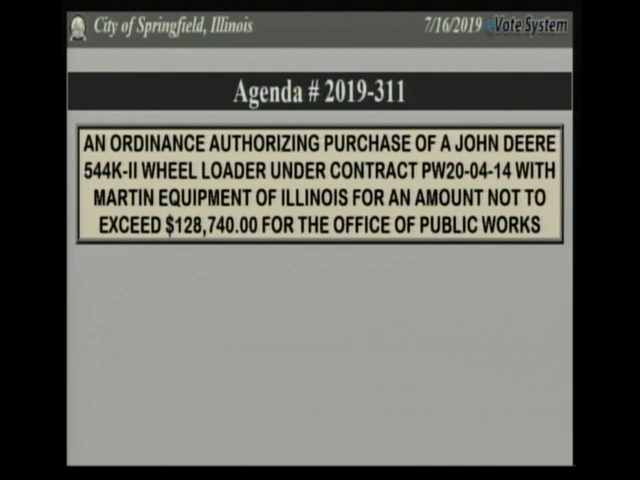 City of Springfield, Illinois 7/16/2019 eVote System
Agenda # 2019-311
AN ORDINANCE AUTHORIZING PURCHASE OF A JOHN DEERE
544K-II WHEEL LOADER UNDER CONTRACT PW20-04-14 WITH
MARTIN EQUIPMENT OF ILLINOIS FOR AN AMOUNT NOT TO
EXCEED $128,740.00 FOR THE OFFICE OF PUBLIC WORKS